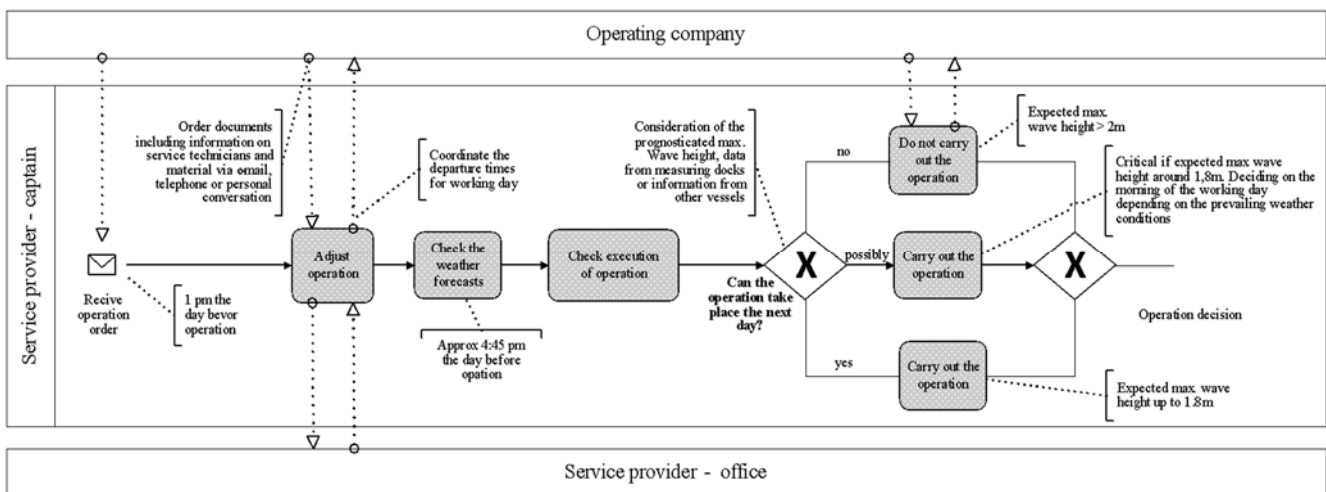 Operating company
Service provider - captain
Order documents
including information on
service technicians and
material via email,
telephone or personal
conversation
Coordinate the
departure times
for working day
Consideration of the
prognosticated max.
Wave height, data
from measuring docks
or information from
other vessels
no
Do not carry
out the
operation
Expected max.
wave height > 2m
Critical if expected max wave
height around 1,8m. Deciding on the
morning of the working day
depending on the prevailing weather
conditions
Recive
operation
order
1 pm the
day bevor
operation
Adjust
operation
Check the
weather
forecasts
Approx 4:45 pm
the day before
opation
Check execution
of operation
X
Can the
operation take
place the next
day?
possibly
Carry out the
operation
X
Operation decision
yes
Carry out the
operation
Expected max. wave
height up to 1.8m
Service provider - office